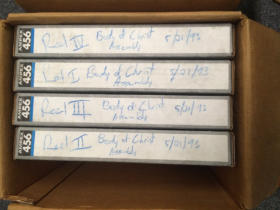 456
Reel IV Body of Christ 5/21/93
Assembly
456
Reel I Body of Christ 5/21/93
Assembly
456
Reel III Body of Christ 5/21/93
Assembly
456
Reel II Body of Christ 5/21/93
Assembly